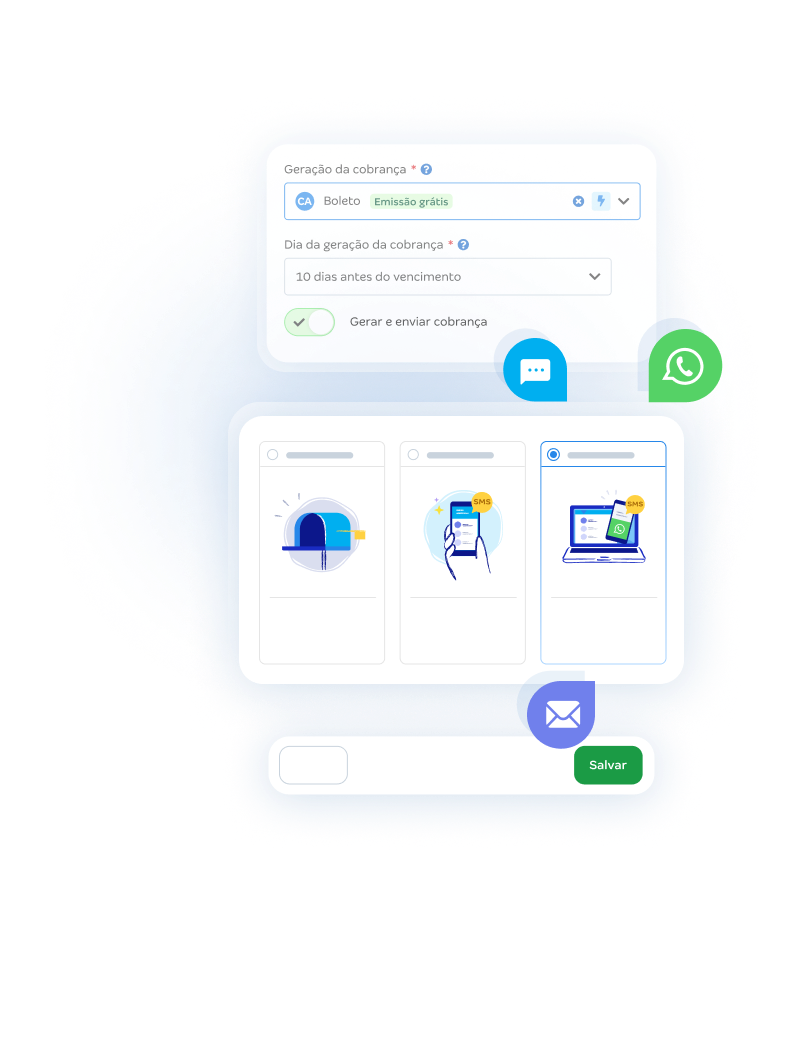 Geração da cobrança *
CA Boleto Emissão grátis
Dia da geração da cobrança *
10 dias antes do vencimento
Gerar e enviar cobrança
SMS
SMS
Salvar